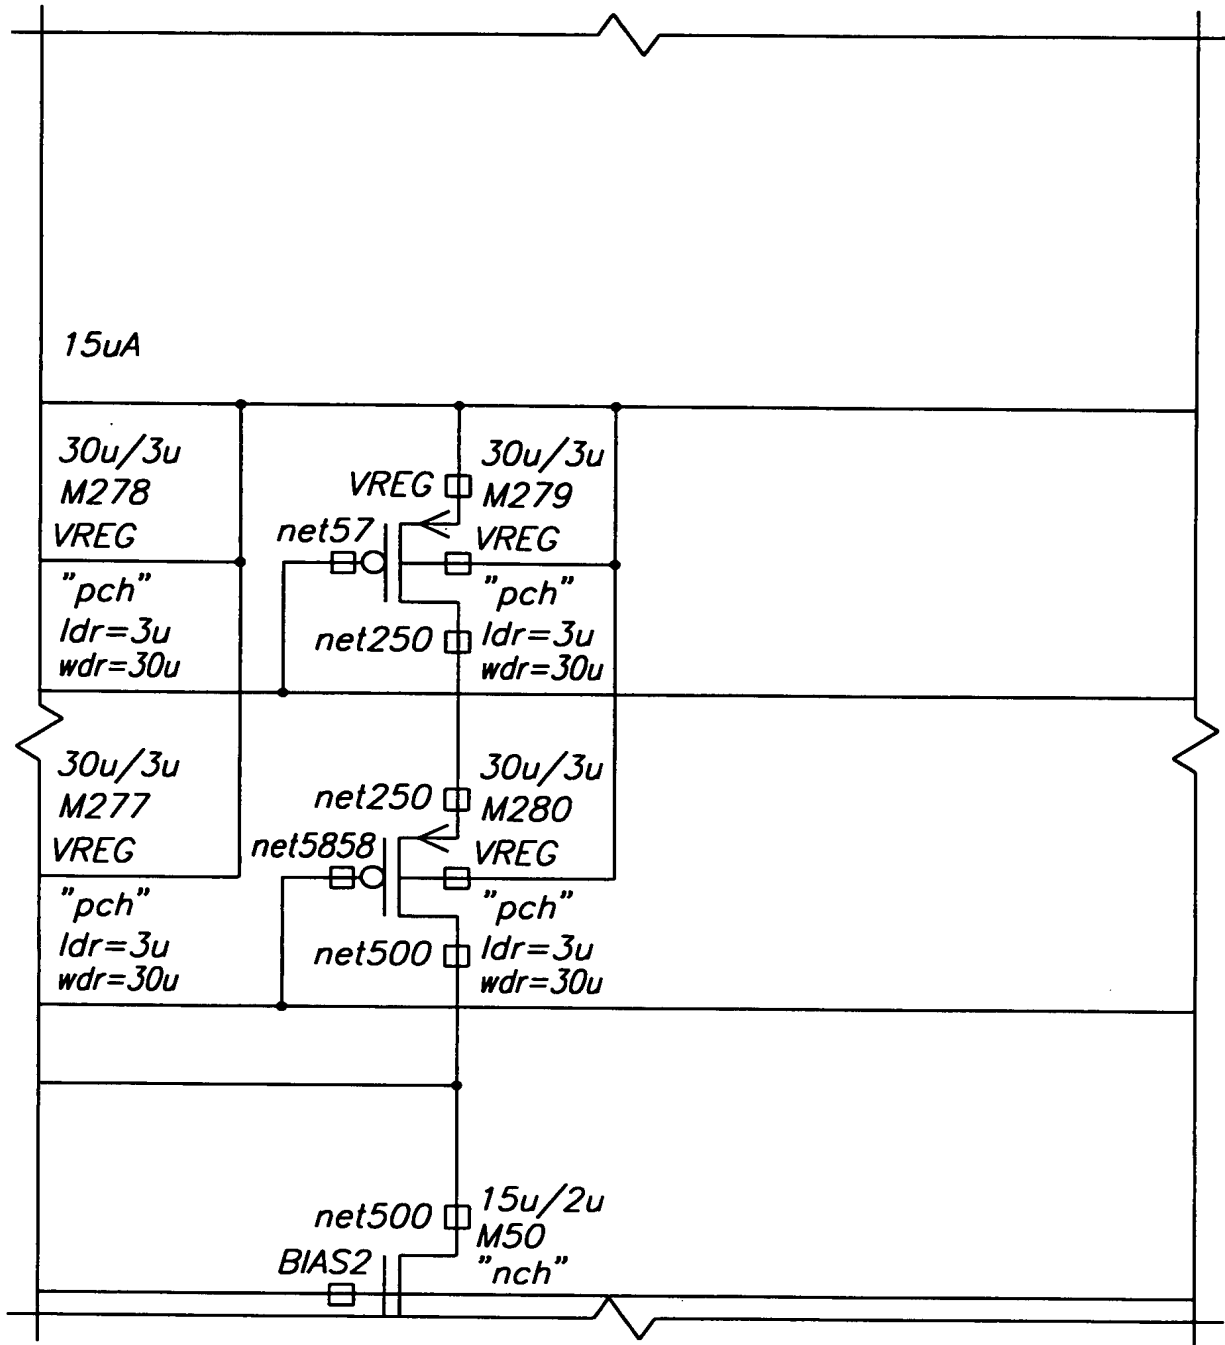 15uA
30u/3u
M278
VREG
"pch"
ldr=3u
wdr=30u
VREG
30u/3u
M279
net57
VREG
"pch"
net250
ldr=3u
wdr=30u
30u/3u
M277
VREG
"pch"
ldr=3u
wdr=30u
net250
30u/3u
M280
net5858
VREG
"pch"
net500
ldr=3u
wdr=30u
net500
15u/2u
M50
"nch"
BIAS2